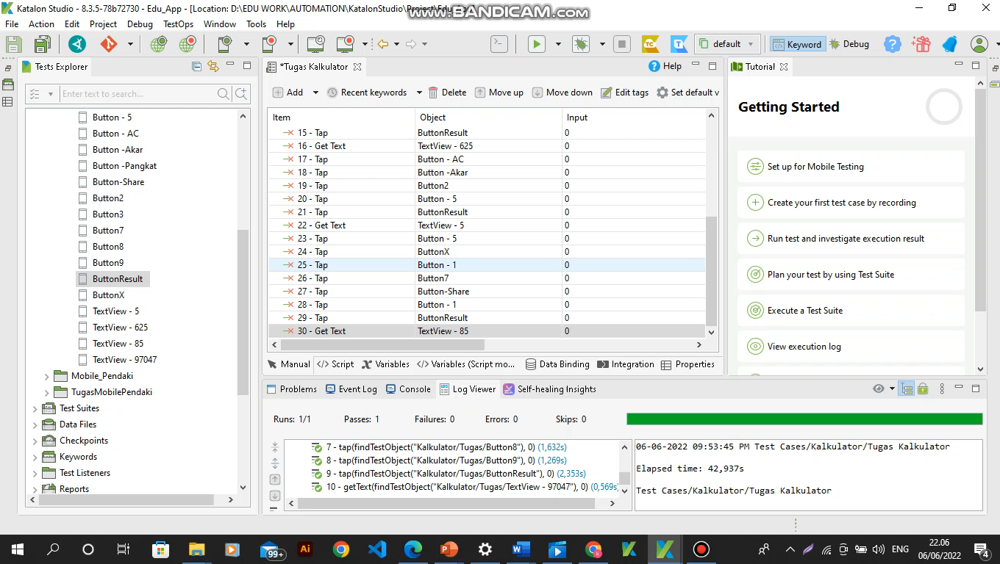 Katalon Studio - 8.3.5-78b72730 - Edu_App - [Location: D:\EDU WORK\AUTOMATION\KatalonStudio\Project\Edu_App]
www.BANDICAM.com
File Action Edit Project Debug TestOps Window Tools Help
TC T default Keyword Debug
Tests Explorer
Enter text to search...
Button - 5
Button - AC
Button -Akar
Button -Pangkat
Button-Share
Button2
Button3
Button7
Button8
Button9
ButtonResult
ButtonX
TextView - 5
TextView - 625
TextView - 85
TextView - 97047
Mobile_Pendaki
TugasMobilePendaki
Test Suites
Data Files
Checkpoints
Keywords
Test Listeners
Reports
*Tugas Kalkulator Help
Add Recent keywords Delete Move up Move down Edit tags Set default v
Item Object Input
15 - Tap ButtonResult 0
16 - Get Text TextView - 625 0
17 - Tap Button - AC 0
18 - Tap Button -Akar 0
19 - Tap Button2 0
20 - Tap Button - 5 0
21 - Tap ButtonResult 0
22 - Get Text TextView - 5 0
23 - Tap Button - 5 0
24 - Tap ButtonX 0
25 - Tap Button - 1 0
26 - Tap Button7 0
27 - Tap Button-Share 0
28 - Tap Button - 1 0
29 - Tap ButtonResult 0
30 - Get Text TextView - 85 0
Manual </> Script Variables </> Variables (Script mo... Data Binding Integration Properties
Tutorial
Getting Started
Set up for Mobile Testing
Create your first test case by recording
Run test and investigate execution result
Plan your test by using Test Suite
Execute a Test Suite
View execution log
Problems Event Log Console Log Viewer Self-healing Insights
Runs: 1/1 Passes: 1 Failures: 0 Errors: 0 Skips: 0
7 - tap(findTestObject("Kalkulator/Tugas/Button8"), 0) (1,632s)
8 - tap(findTestObject("Kalkulator/Tugas/Button9"), 0) (1,269s)
9 - tap(findTestObject("Kalkulator/Tugas/ButtonResult"), 0) (2,353s)
10 - getText(findTestObject("Kalkulator/Tugas/TextView - 97047"), 0) (0,569s)
06-06-2022 09:53:45 PM Test Cases/Kalkulator/Tugas Kalkulator
Elapsed time: 42,937s
Test Cases/Kalkulator/Tugas Kalkulator
99+ Ai ENG 22.06
06/06/2022 4